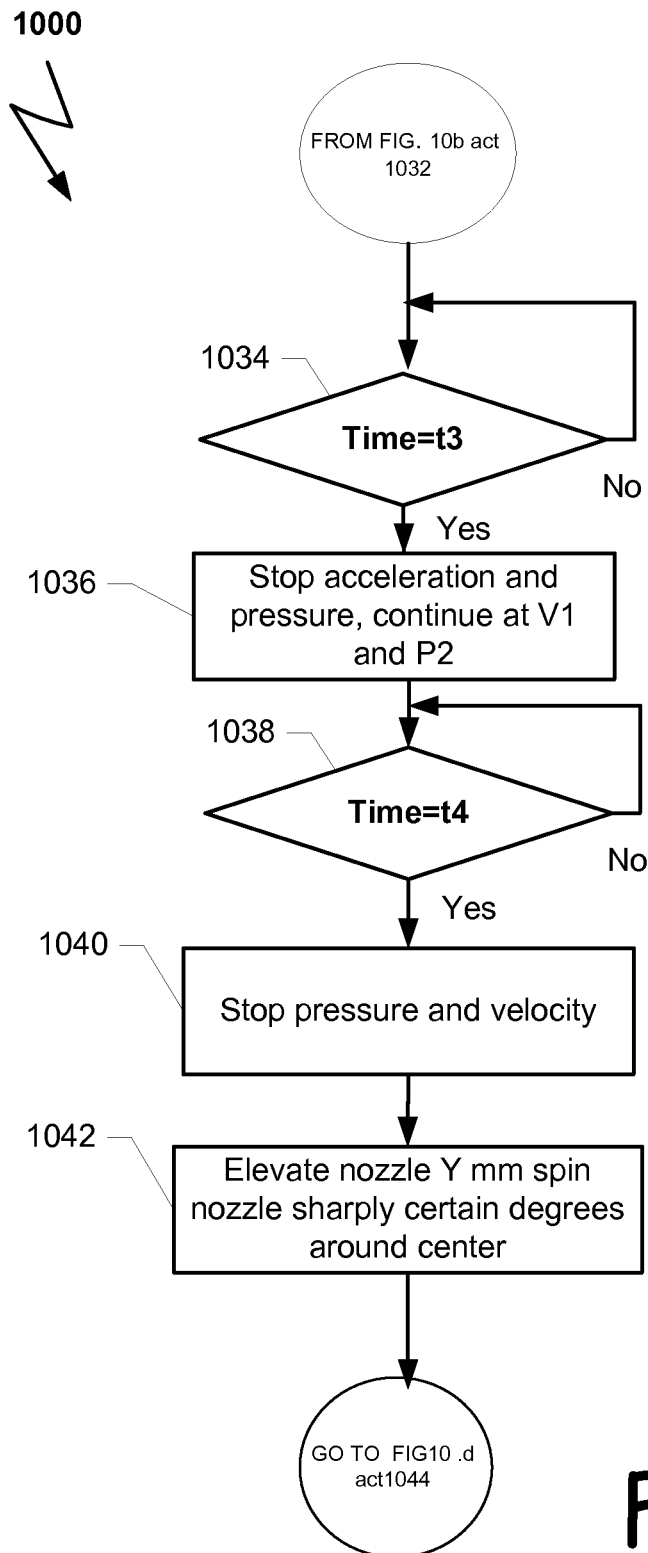 1000
FROM FIG. 10b act
1032
1034
Time=t3
No
Yes
1036
Stop acceleration and
pressure, continue at V1
and P2
1038
Time=t4
No
Yes
1040
Stop pressure and velocity
1042
Elevate nozzle Y mm spin
nozzle sharply certain degrees
around center
GO TO FIG10 .d
act1044